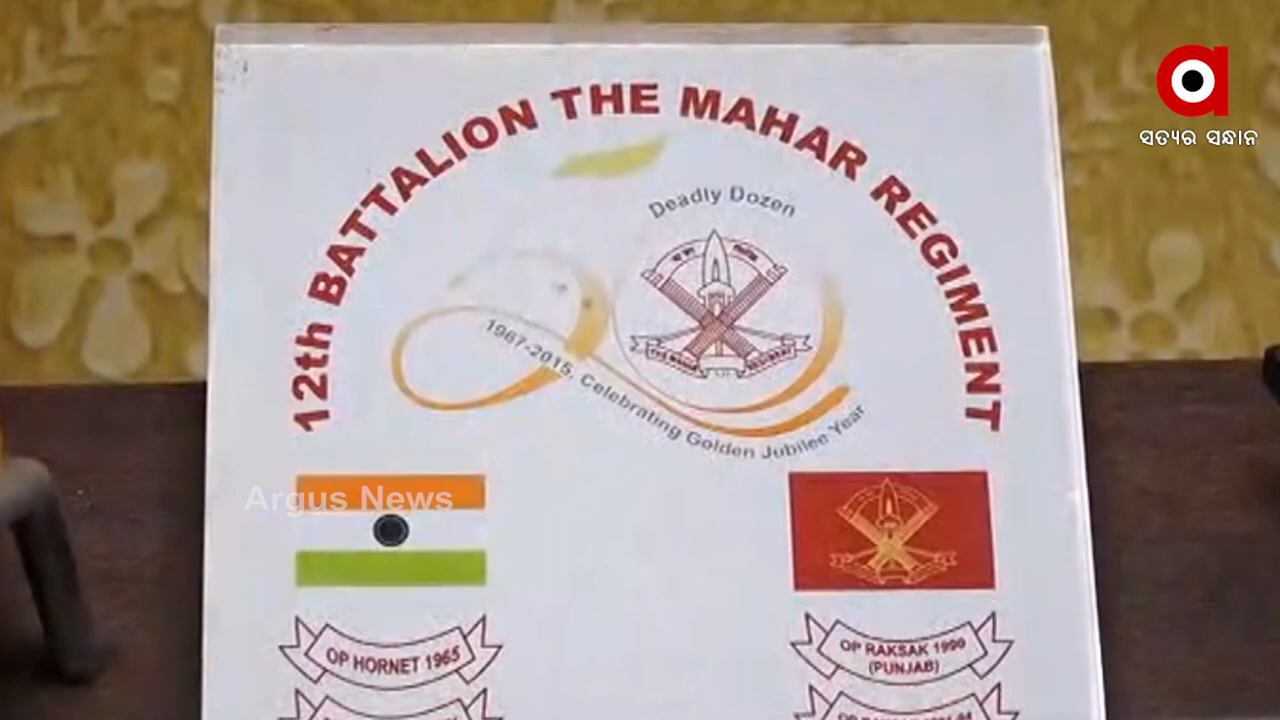 12th BATTALION THE MAHAR REGIMENT
ସତ୍ୟର ସନ୍ଧାନ
Deadly Dozen
1967-2015, Celebrating Golden Jubilee Year
Argus News
OP HORNET 1965
OP RAKSAK 1990
(PUNJAB)